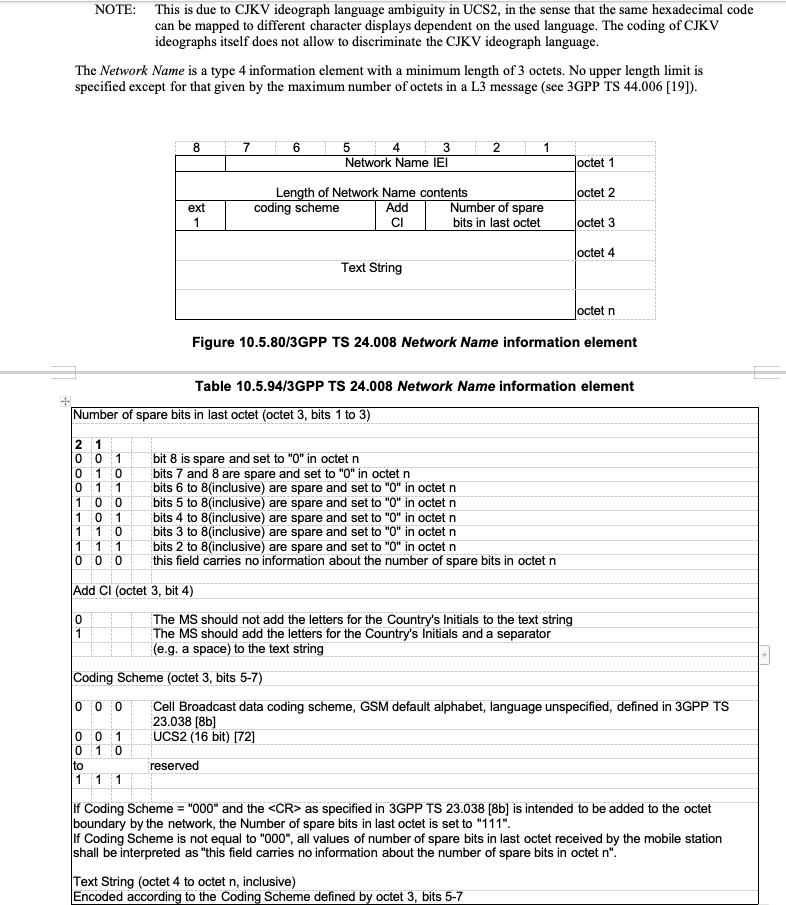 NOTE: This is due to CJKV ideograph language ambiguity in UCS2, in the sense that the same hexadecimal code
can be mapped to different character displays dependent on the used language. The coding of CJKV
ideographs itself does not allow to discriminate the CJKV ideograph language.
The Network Name is a type 4 information element with a minimum length of 3 octets. No upper length limit is
specified except for that given by the maximum number of octets in a L3 message (see 3GPP TS 44.006 [19]).
8 7 6 5 4 3 2 1
Network Name IEI octet 1
Length of Network Name contents octet 2
ext coding scheme Add Number of spare
1 CI bits in last octet octet 3
octet 4
Text String
octet n
Figure 10.5.80/3GPP TS 24.008 Network Name information element
Table 10.5.94/3GPP TS 24.008 Network Name information element
Number of spare bits in last octet (octet 3, bits 1 to 3)
2 1
0 0 1 bit 8 is spare and set to "0" in octet n
0 1 0 bits 7 and 8 are spare and set to "0" in octet n
0 1 1 bits 6 to 8(inclusive) are spare and set to "0" in octet n
1 0 0 bits 5 to 8(inclusive) are spare and set to "0" in octet n
1 0 1 bits 4 to 8(inclusive) are spare and set to "0" in octet n
1 1 0 bits 3 to 8(inclusive) are spare and set to "0" in octet n
1 1 1 bits 2 to 8(inclusive) are spare and set to "0" in octet n
0 0 0 this field carries no information about the number of spare bits in octet n
Add CI (octet 3, bit 4)
0 The MS should not add the letters for the Country's Initials to the text string
1 The MS should add the letters for the Country's Initials and a separator
(e.g. a space) to the text string
Coding Scheme (octet 3, bits 5-7)
0 0 0 Cell Broadcast data coding scheme, GSM default alphabet, language unspecified, defined in 3GPP TS
23.038 [8b]
0 0 1 UCS2 (16 bit) [72]
0 1 0
to reserved
1 1 1
If Coding Scheme = "000" and the <CR> as specified in 3GPP TS 23.038 [8b] is intended to be added to the octet
boundary by the network, the Number of spare bits in last octet is set to "111".
If Coding Scheme is not equal to "000", all values of number of spare bits in last octet received by the mobile station
shall be interpreted as "this field carries no information about the number of spare bits in octet n".
Text String (octet 4 to octet n, inclusive)
Encoded according to the Coding Scheme defined by octet 3, bits 5-7